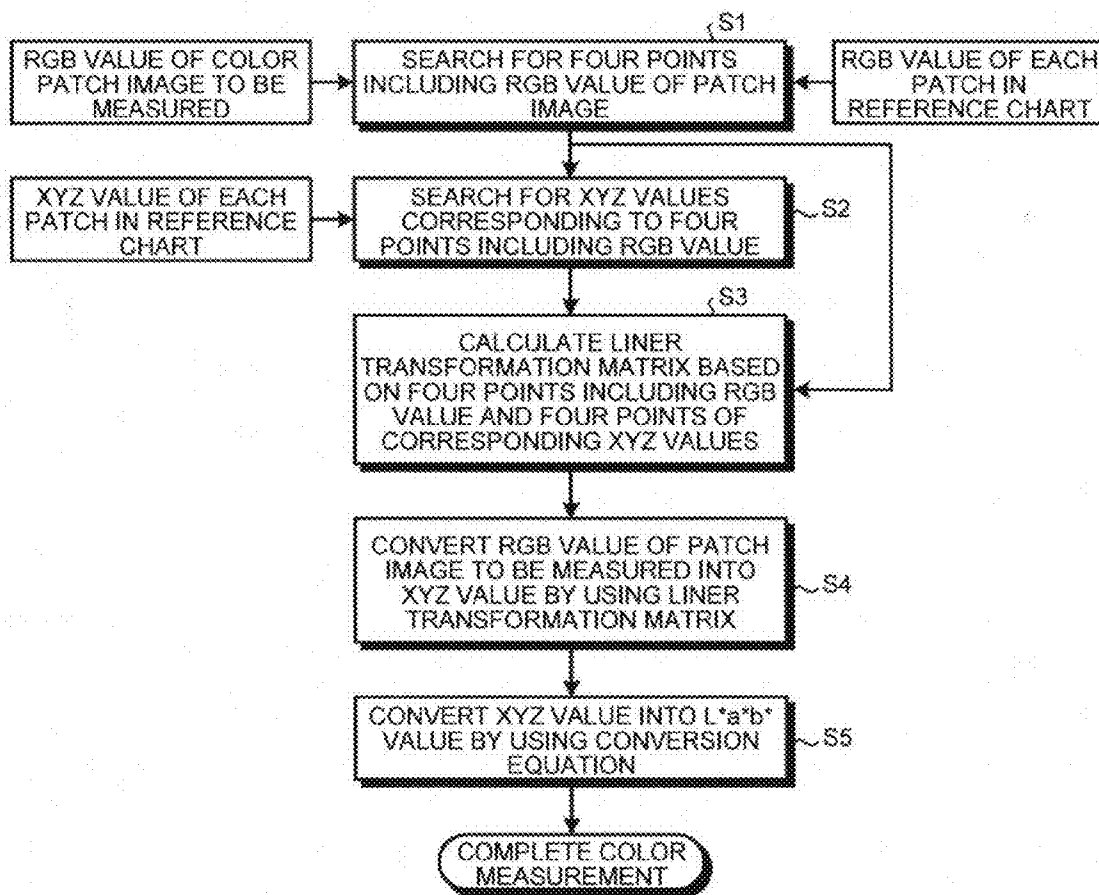 S1
RGB VALUE OF COLOR
PATCH IMAGE TO BE
MEASURED
SEARCH FOR FOUR POINTS
INCLUDING RGB VALUE OF PATCH
IMAGE
RGB VALUE OF EACH
PATCH IN
REFERENCE CHART
XYZ VALUE OF EACH
PATCH IN REFERENCE
CHART
SEARCH FOR XYZ VALUES
CORRESPONDING TO FOUR
POINTS INCLUDING RGB VALUE
S2
S3
CALCULATE LINER
TRANSFORMATION MATRIX BASED
ON FOUR POINTS INCLUDING RGB
VALUE AND FOUR POINTS OF
CORRESPONDING XYZ VALUES
CONVERT RGB VALUE OF PATCH
IMAGE TO BE MEASURED INTO
XYZ VALUE BY USING LINER
TRANSFORMATION MATRIX
S4
CONVERT XYZ VALUE INTO L*a*b*
VALUE BY USING CONVERSION
EQUATION
S5
COMPLETE COLOR
MEASUREMENT